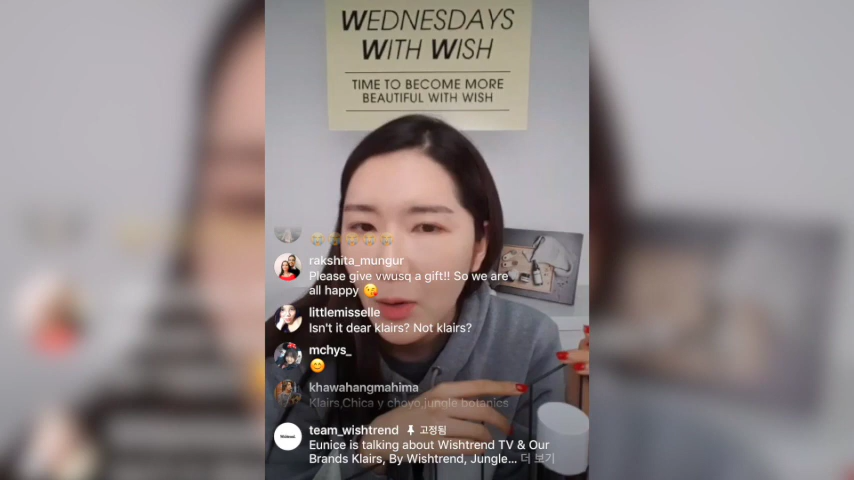 WEDNESDAYS
WITH WISH
TIME TO BECOME MORE
BEAUTIFUL WITH WISH
😭😭😭😭😭
rakshita_mungur
Please give vwusq a gift!! So we are
all happy 😘
littlemisselle
Isn't it dear klairs? Not klairs?
mchys_
😊
khawahangmahima
Klairs,Chica y choyo,jungle botanics
team_wishtrend 📌 고정됨
Wishtrend.
Eunice is talking about Wishtrend TV & Our
Brands Klairs, By Wishtrend, Jungle... 더 보기